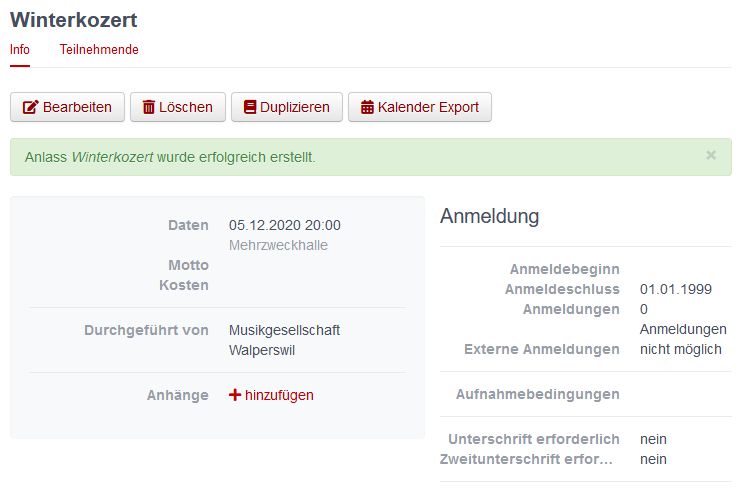 Winterkozert
Info Teilnehmende
Bearbeiten Löschen Duplizieren Kalender Export
Anlass Winterkozert wurde erfolgreich erstellt. ×
Daten 05.12.2020 20:00
Mehrzweckhalle
Motto
Kosten
Durchgeführt von Musikgesellschaft
Walperswil
Anhänge + hinzufügen
Anmeldung
Anmeldebeginn
Anmeldeschluss 01.01.1999
Anmeldungen 0
Anmeldungen
Externe Anmeldungen nicht möglich
Aufnahmebedingungen
Unterschrift erforderlich nein
Zweitunterschrift erfor... nein